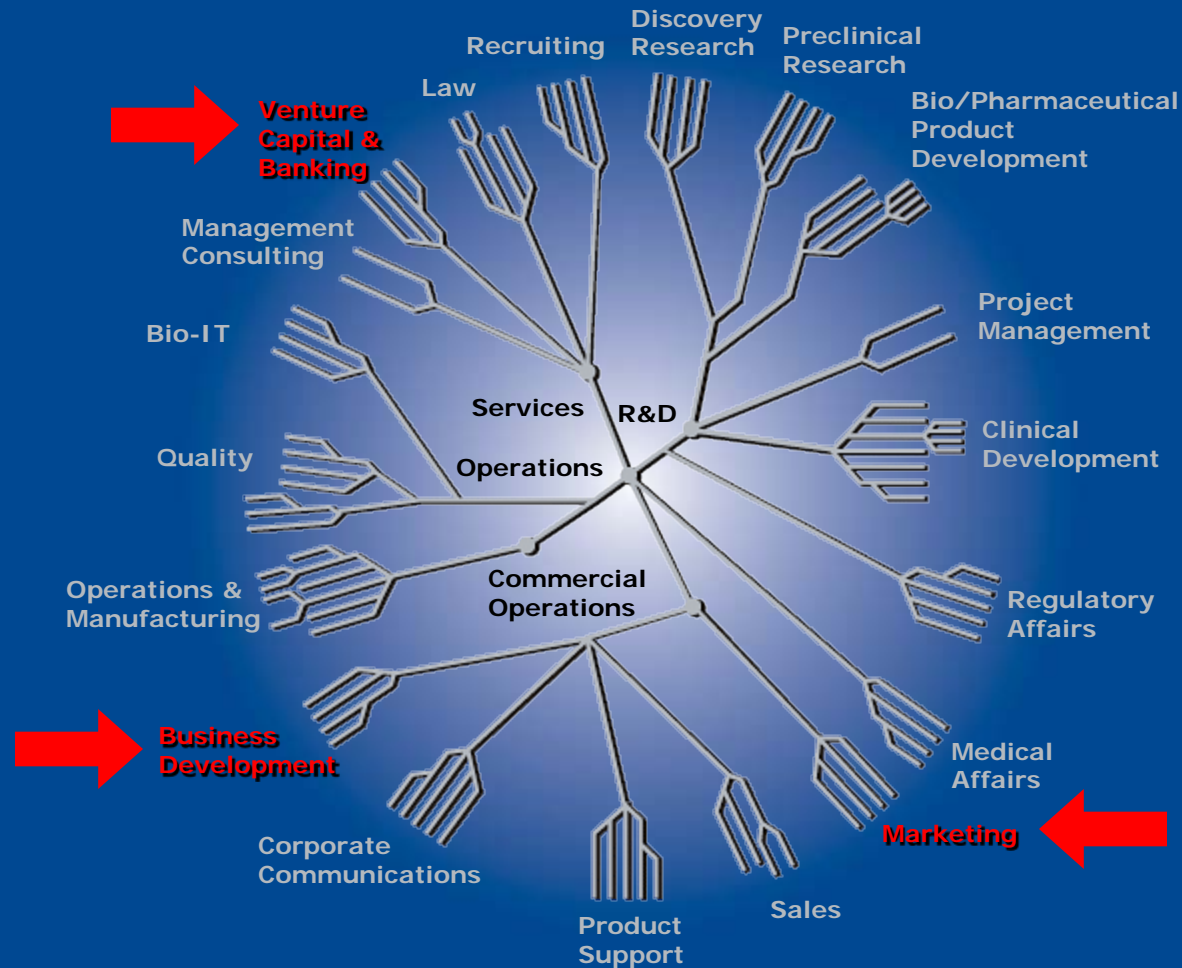 Discovery
Research
Recruiting
Preclinical
Research
Law
Bio/Pharmaceutical
Product
Development
Venture
Capital &
Banking
Management
Consulting
Project
Management
Bio-IT
Services
R&D
Clinical
Development
Quality
Operations
Commercial
Operations
Operations &
Manufacturing
Regulatory
Affairs
Business
Development
Medical
Affairs
Marketing
Corporate
Communications
Sales
Product
Support